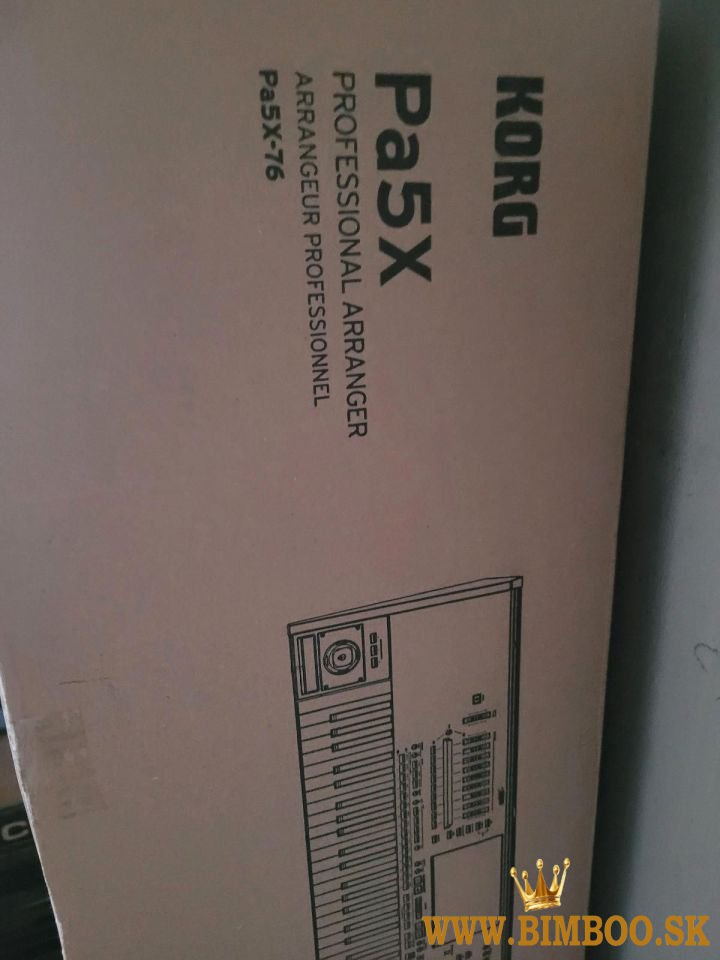 KORG
Pa5X
PROFESSIONAL ARRANGER
ARRANGEUR PROFESSIONNEL
Pa5X-76
WWW.BIMBOO.SK